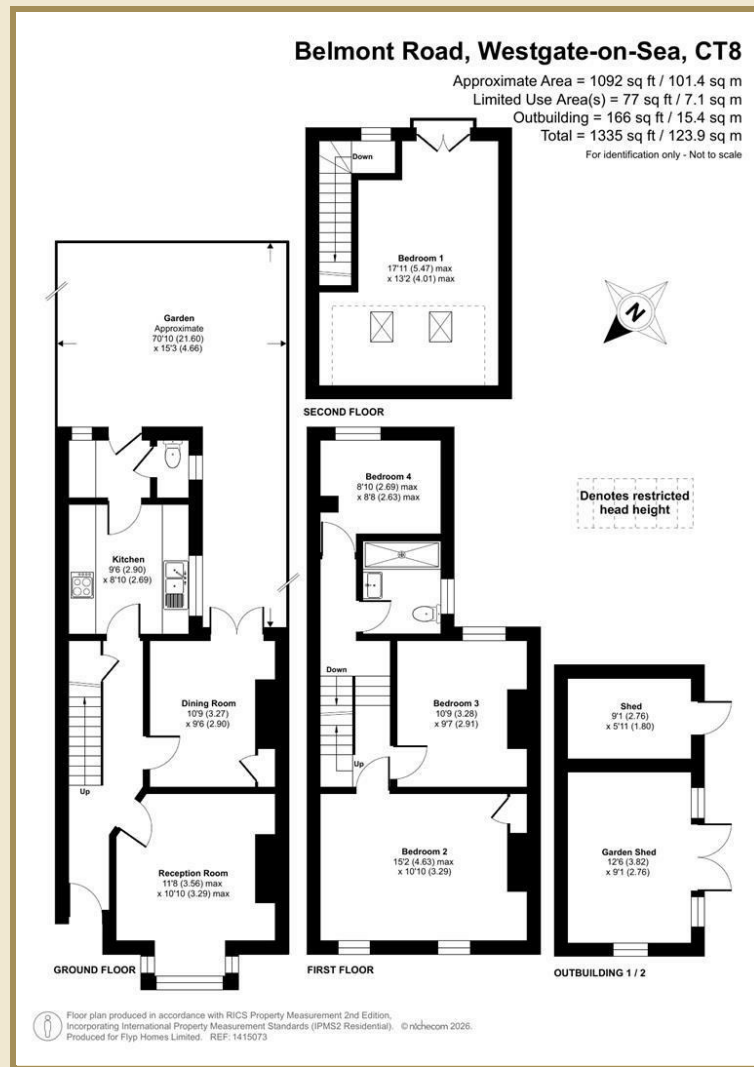 Belmont Road, Westgate-on-Sea, CT8
Approximate Area = 1092 sq ft / 101.4 sq m
Limited Use Area(s) = 77 sq ft / 7.1 sq m
Outbuilding = 166 sq ft / 15.4 sq m
Total = 1335 sq ft / 123.9 sq m
For identification only - Not to scale
Down
Bedroom 1
17'11 (5.47) max
x 13'2 (4.01) max
SECOND FLOOR
N
Garden
Approximate
70'10 (21.60)
x 15'3 (4.66)
Denotes restricted
head height
Kitchen
9'6 (2.90)
x 8'10 (2.69)
Dining Room
10'9 (3.27)
x 9'6 (2.90)
Up
Reception Room
11'8 (3.56) max
x 10'10 (3.29) max
GROUND FLOOR
Bedroom 4
8'10 (2.69) max
x 8'8 (2.63) max
Down
Bedroom 3
10'9 (3.28)
x 9'7 (2.91)
Up
Bedroom 2
15'2 (4.63) max
x 10'10 (3.29)
FIRST FLOOR
Shed
9'1 (2.76)
x 5'11 (1.80)
Garden Shed
12'6 (3.82)
x 9'1 (2.76)
OUTBUILDING 1 / 2
Floor plan produced in accordance with RICS Property Measurement 2nd Edition,
Incorporating International Property Measurement Standards (IPMS2 Residential). © ntchecom 2026.
Produced for Flyp Homes Limited. REF: 1415073